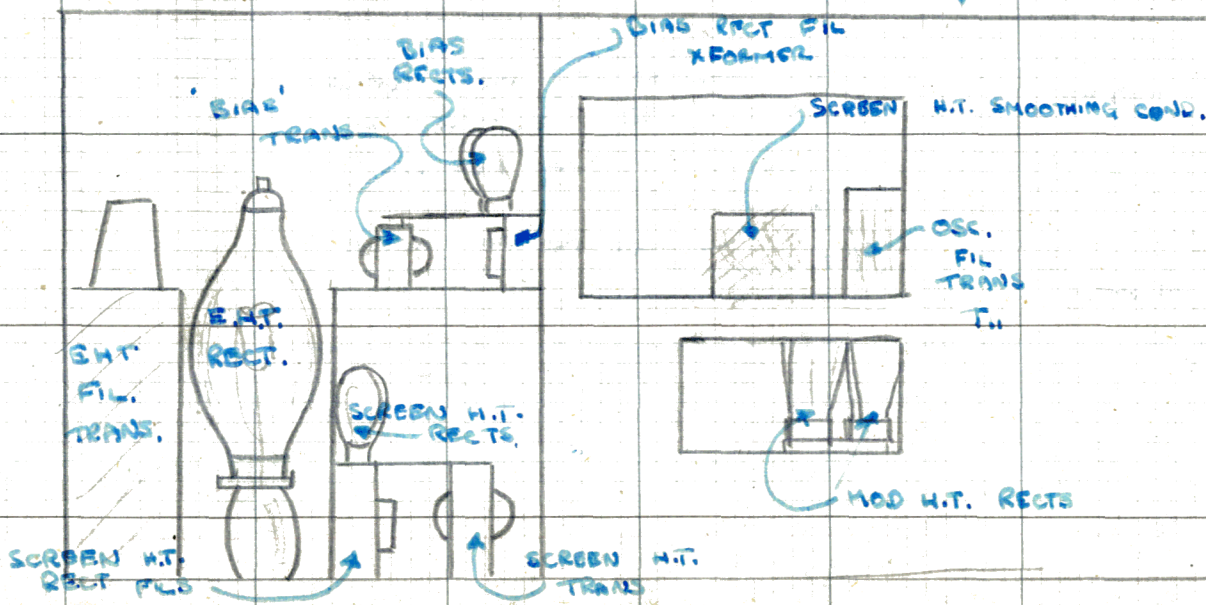 BIAS RECT FIL
XFORMER
BIAS
RECTS.
'BIAS'
TRANS
SCREEN H.T. SMOOTHING COND.
OSC.
FIL
TRANS
T11
E.H.T.
RECT.
EHT
FIL.
TRANS.
SCREEN H.T.
RECTS.
MOD H.T. RECTS
SCREEN H.T.
RECT FILS
SCREEN H.T.
TRANS